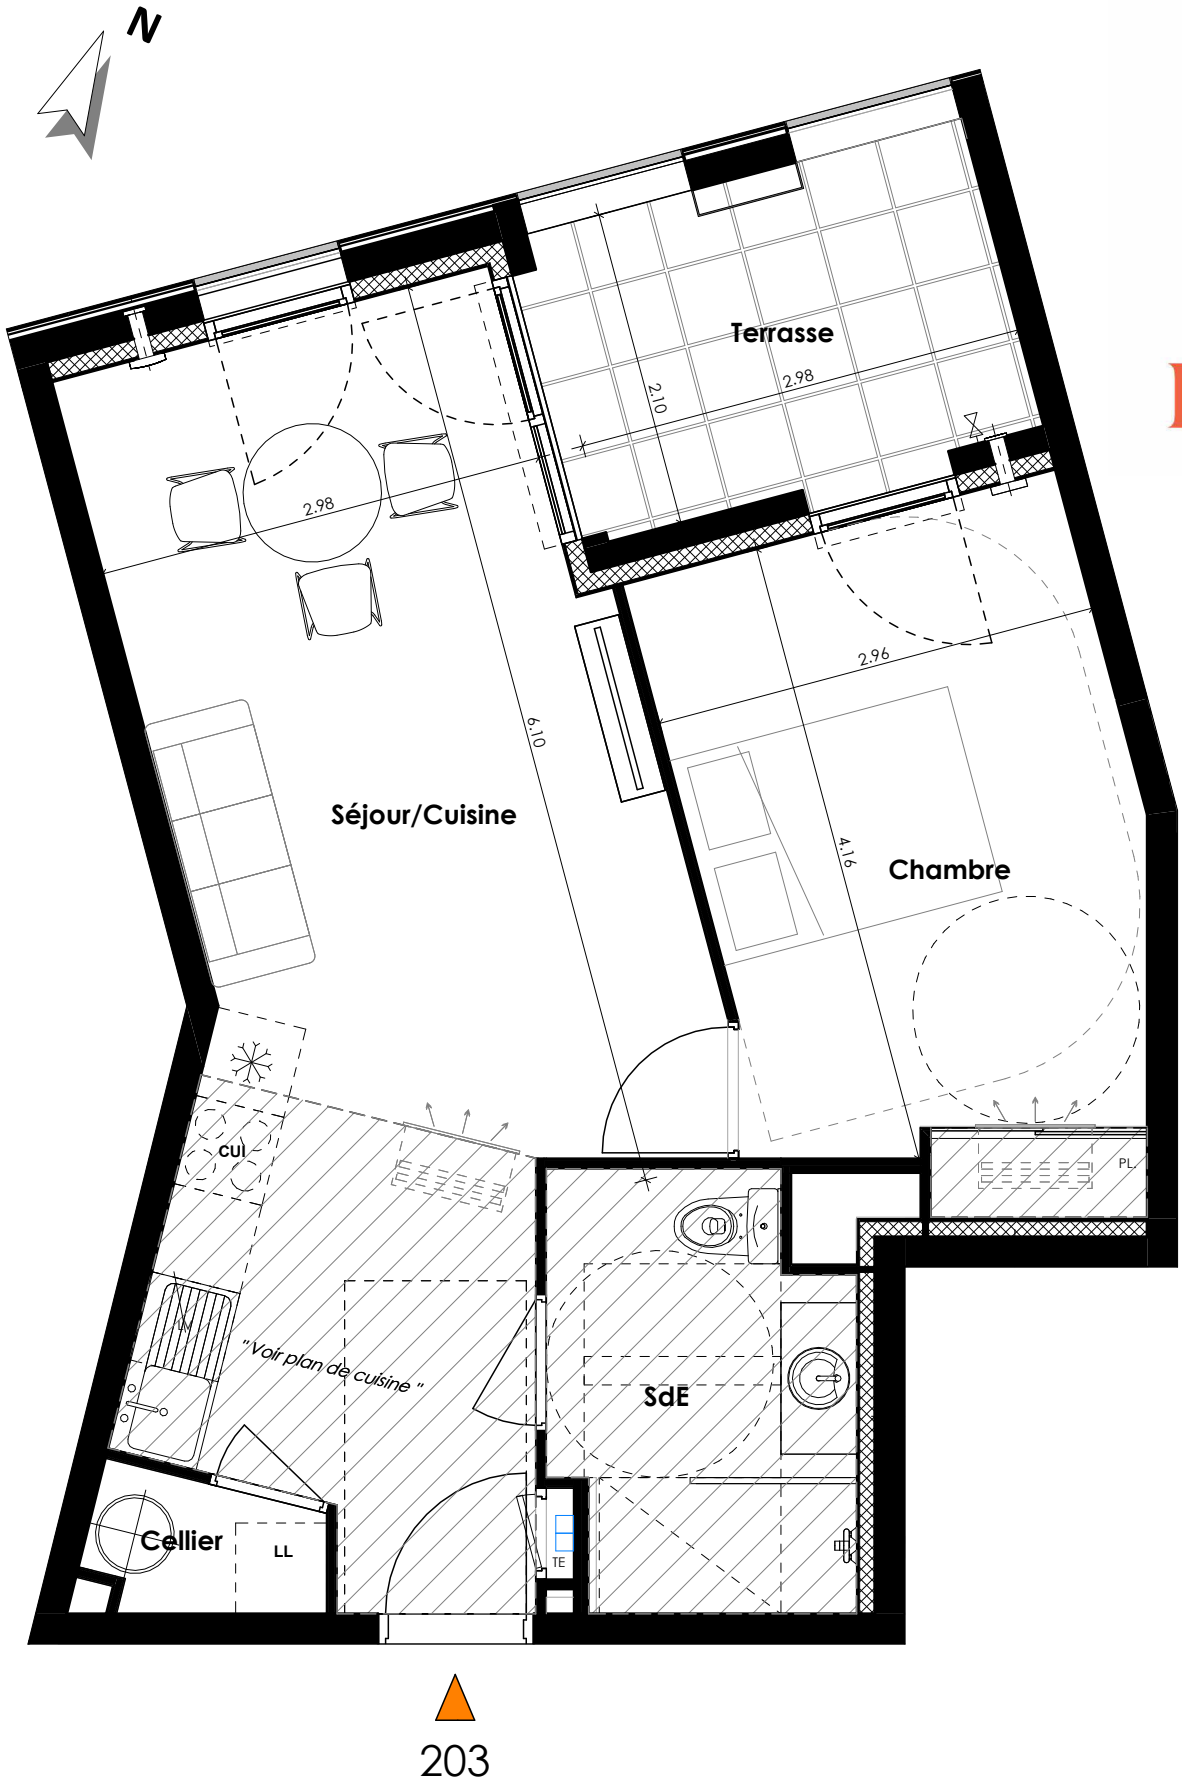 N
Terrasse
2.98
2.10
2.98
2.96
6.10
Séjour/Cuisine
4.16
Chambre
CUI
PL.
"Voir plan de cuisine"
SdE
Cellier
LL
TE
203